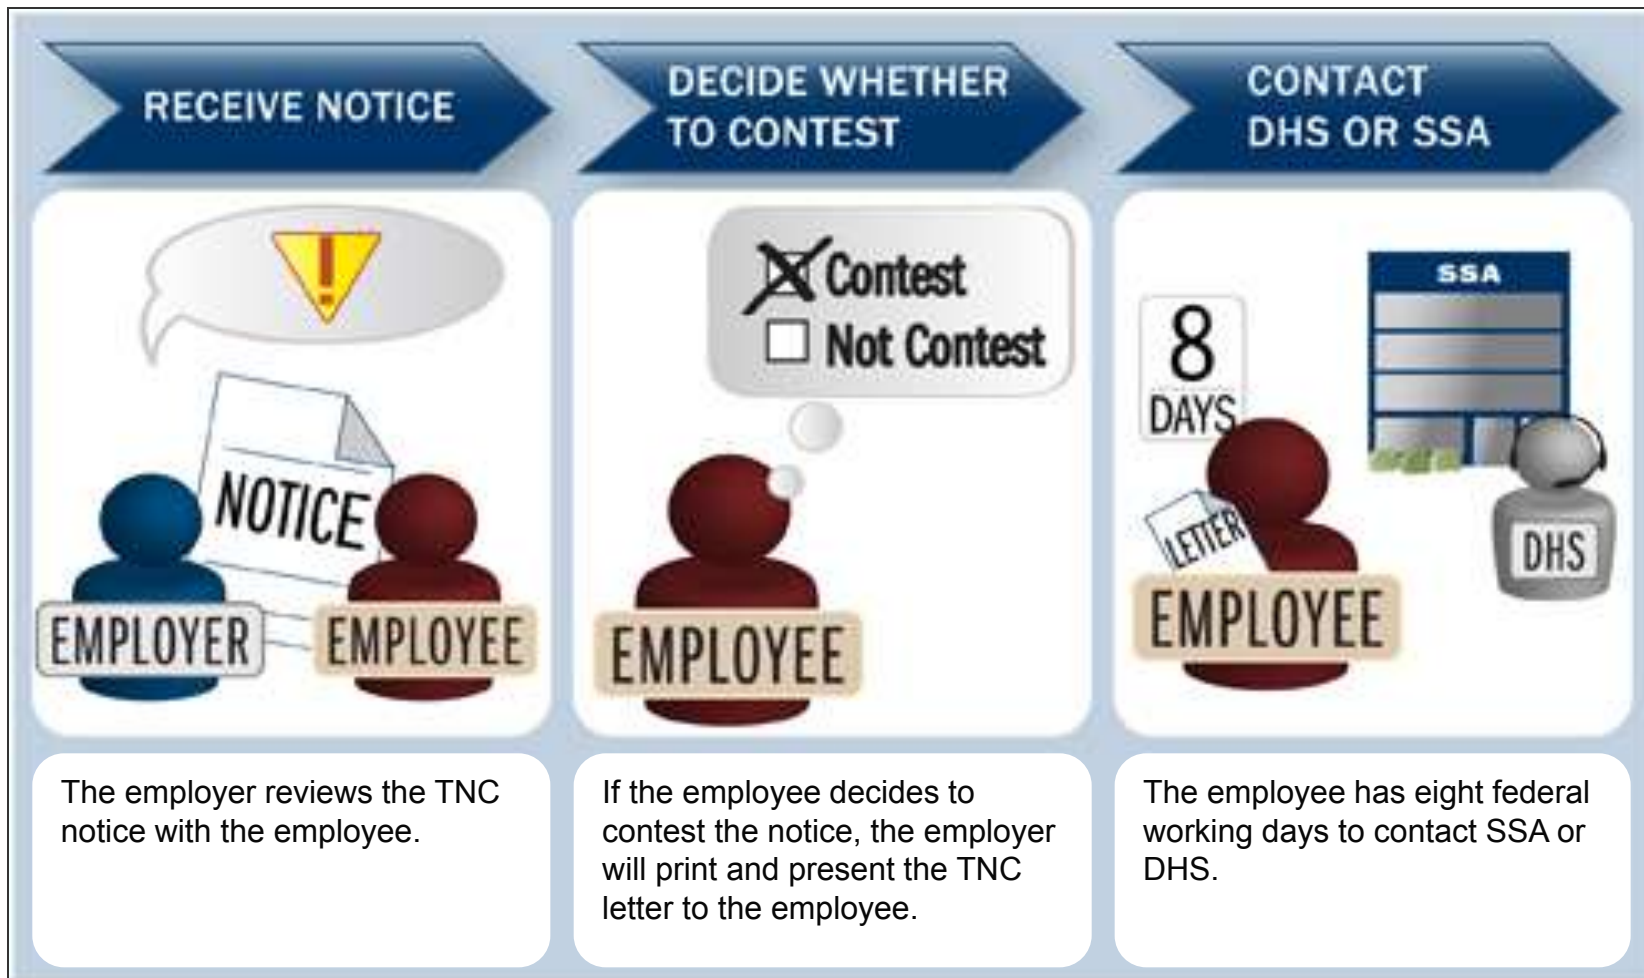 RECEIVE NOTICE
DECIDE WHETHER
TO CONTEST
CONTACT
DHS OR SSA
NOTICE
EMPLOYER
EMPLOYEE
Contest
Not Contest
EMPLOYEE
8
DAYS
SSA
LETTER
DHS
EMPLOYEE
The employer reviews the TNC
notice with the employee.
If the employee decides to
contest the notice, the employer
will print and present the TNC
letter to the employee.
The employee has eight federal
working days to contact SSA or
DHS.